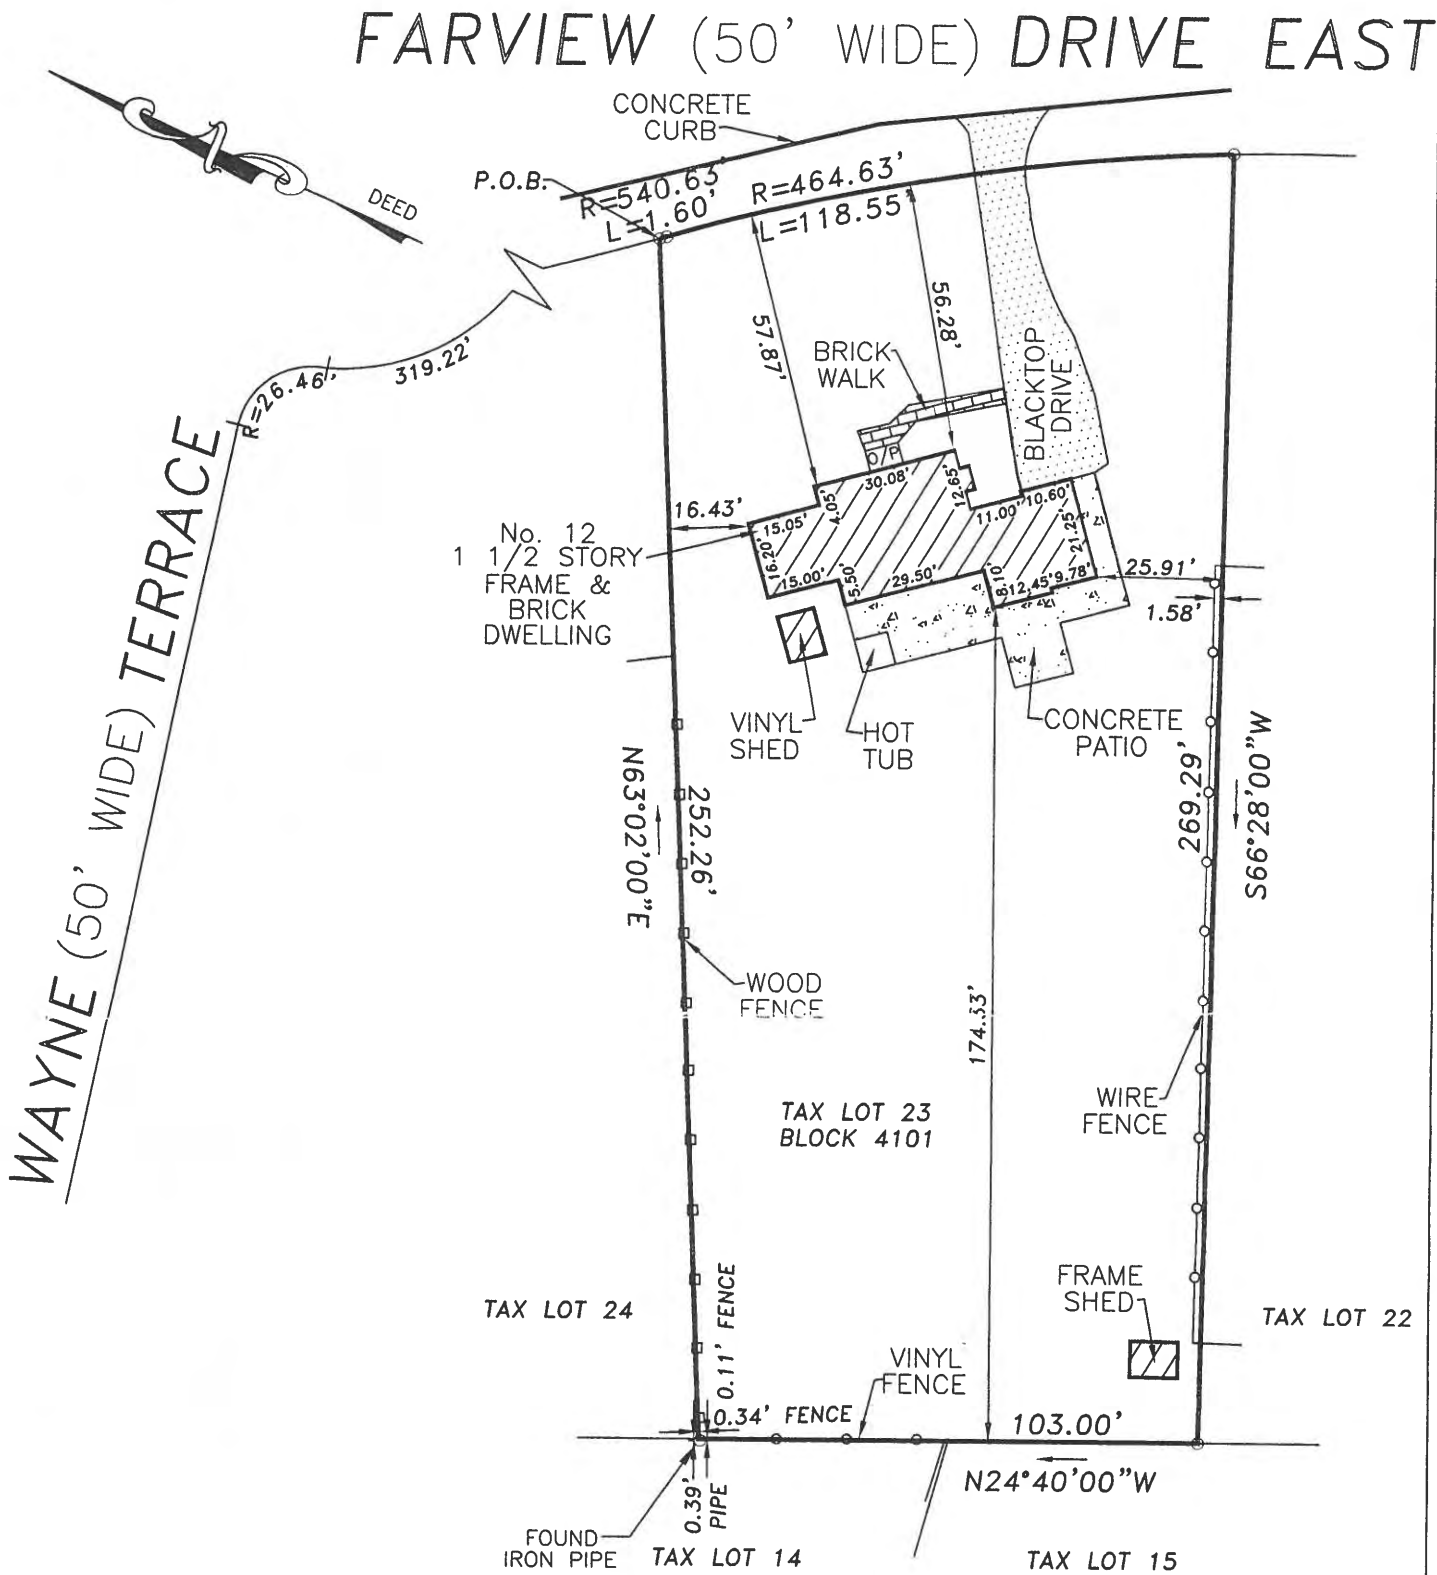 FARVIEW (50' WIDE) DRIVE EAST
CONCRETE
CURB
DEED
P.O.B.
R=540.63'
L=1.60'
R=464.63'
L=118.55'
R=26.46'
319.22'
57.87'
56.28'
BRICK
WALK
BLACKTOP
DRIVE
O/P
30.08'
4.05'
12.65'
11.00'
10.60'
21.25'
15.05'
16.20'
15.00'
5.50'
29.50'
8.10'
12.45'
9.78'
16.43'
25.91'
1.58'
No. 12
1 1/2 STORY
FRAME &
BRICK
DWELLING
WAYNE (50' WIDE) TERRACE
VINYL
SHED
HOT
TUB
CONCRETE
PATIO
N63°02'00"E
252.26'
269.29'
S66°28'00"W
WOOD
FENCE
174.33'
WIRE
FENCE
TAX LOT 23
BLOCK 4101
TAX LOT 24
TAX LOT 22
FRAME
SHED
0.11' FENCE
0.34' FENCE
VINYL
FENCE
103.00'
N24°40'00"W
0.39'
PIPE
FOUND
IRON PIPE
TAX LOT 14
TAX LOT 15